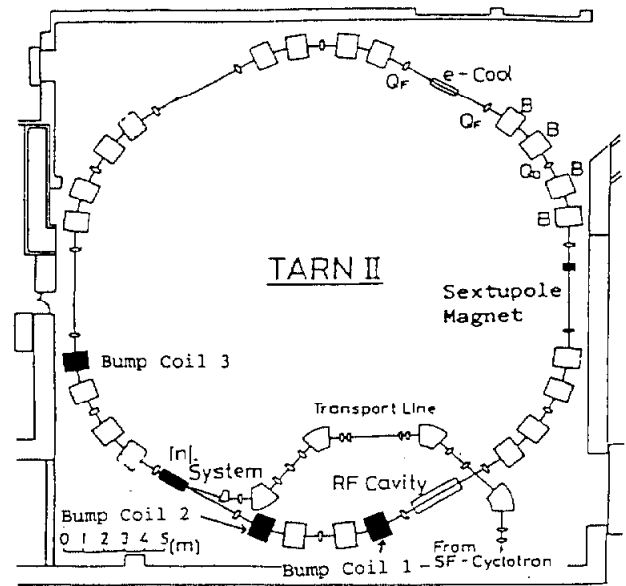 e-Cool
QF
QF
B
B
QD
B
B
TARN II
Sextupole
Magnet
Bump Coil 3
Transport Line
Inj.
System
RF Cavity
Bump Coil 2
0 1 2 3 4 5 (m)
From
SF-Cyclotron
Bump Coil 1